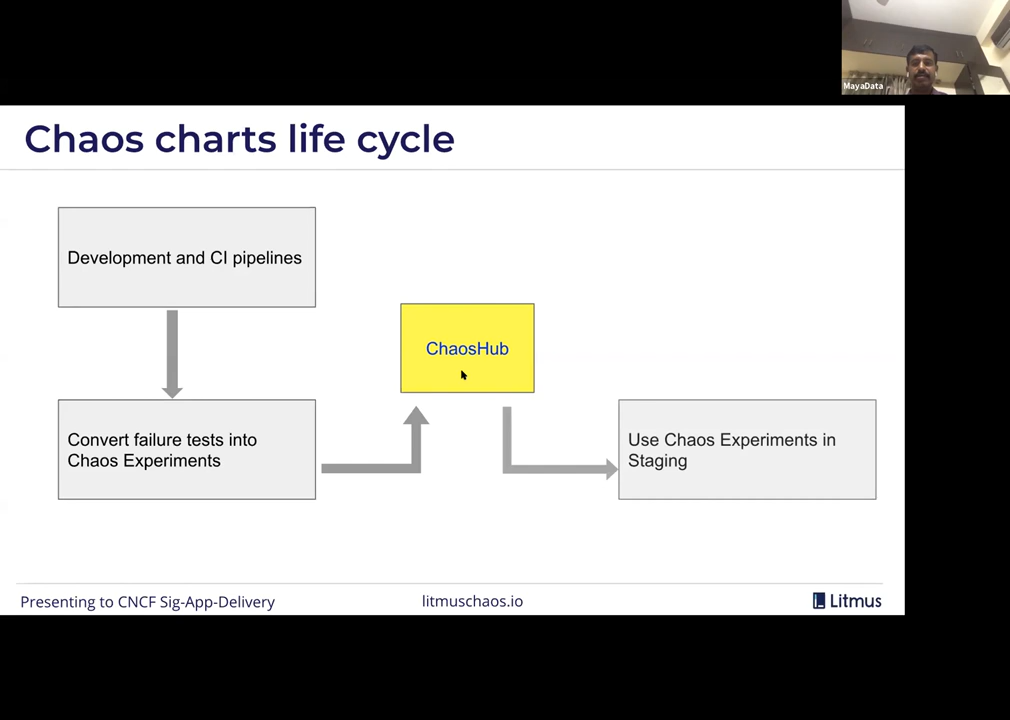 MayaData
Chaos charts life cycle
Development and CI pipelines
ChaosHub
Convert failure tests into
Chaos Experiments
Use Chaos Experiments in
Staging
Presenting to CNCF Sig-App-Delivery
litmuschaos.io
Litmus